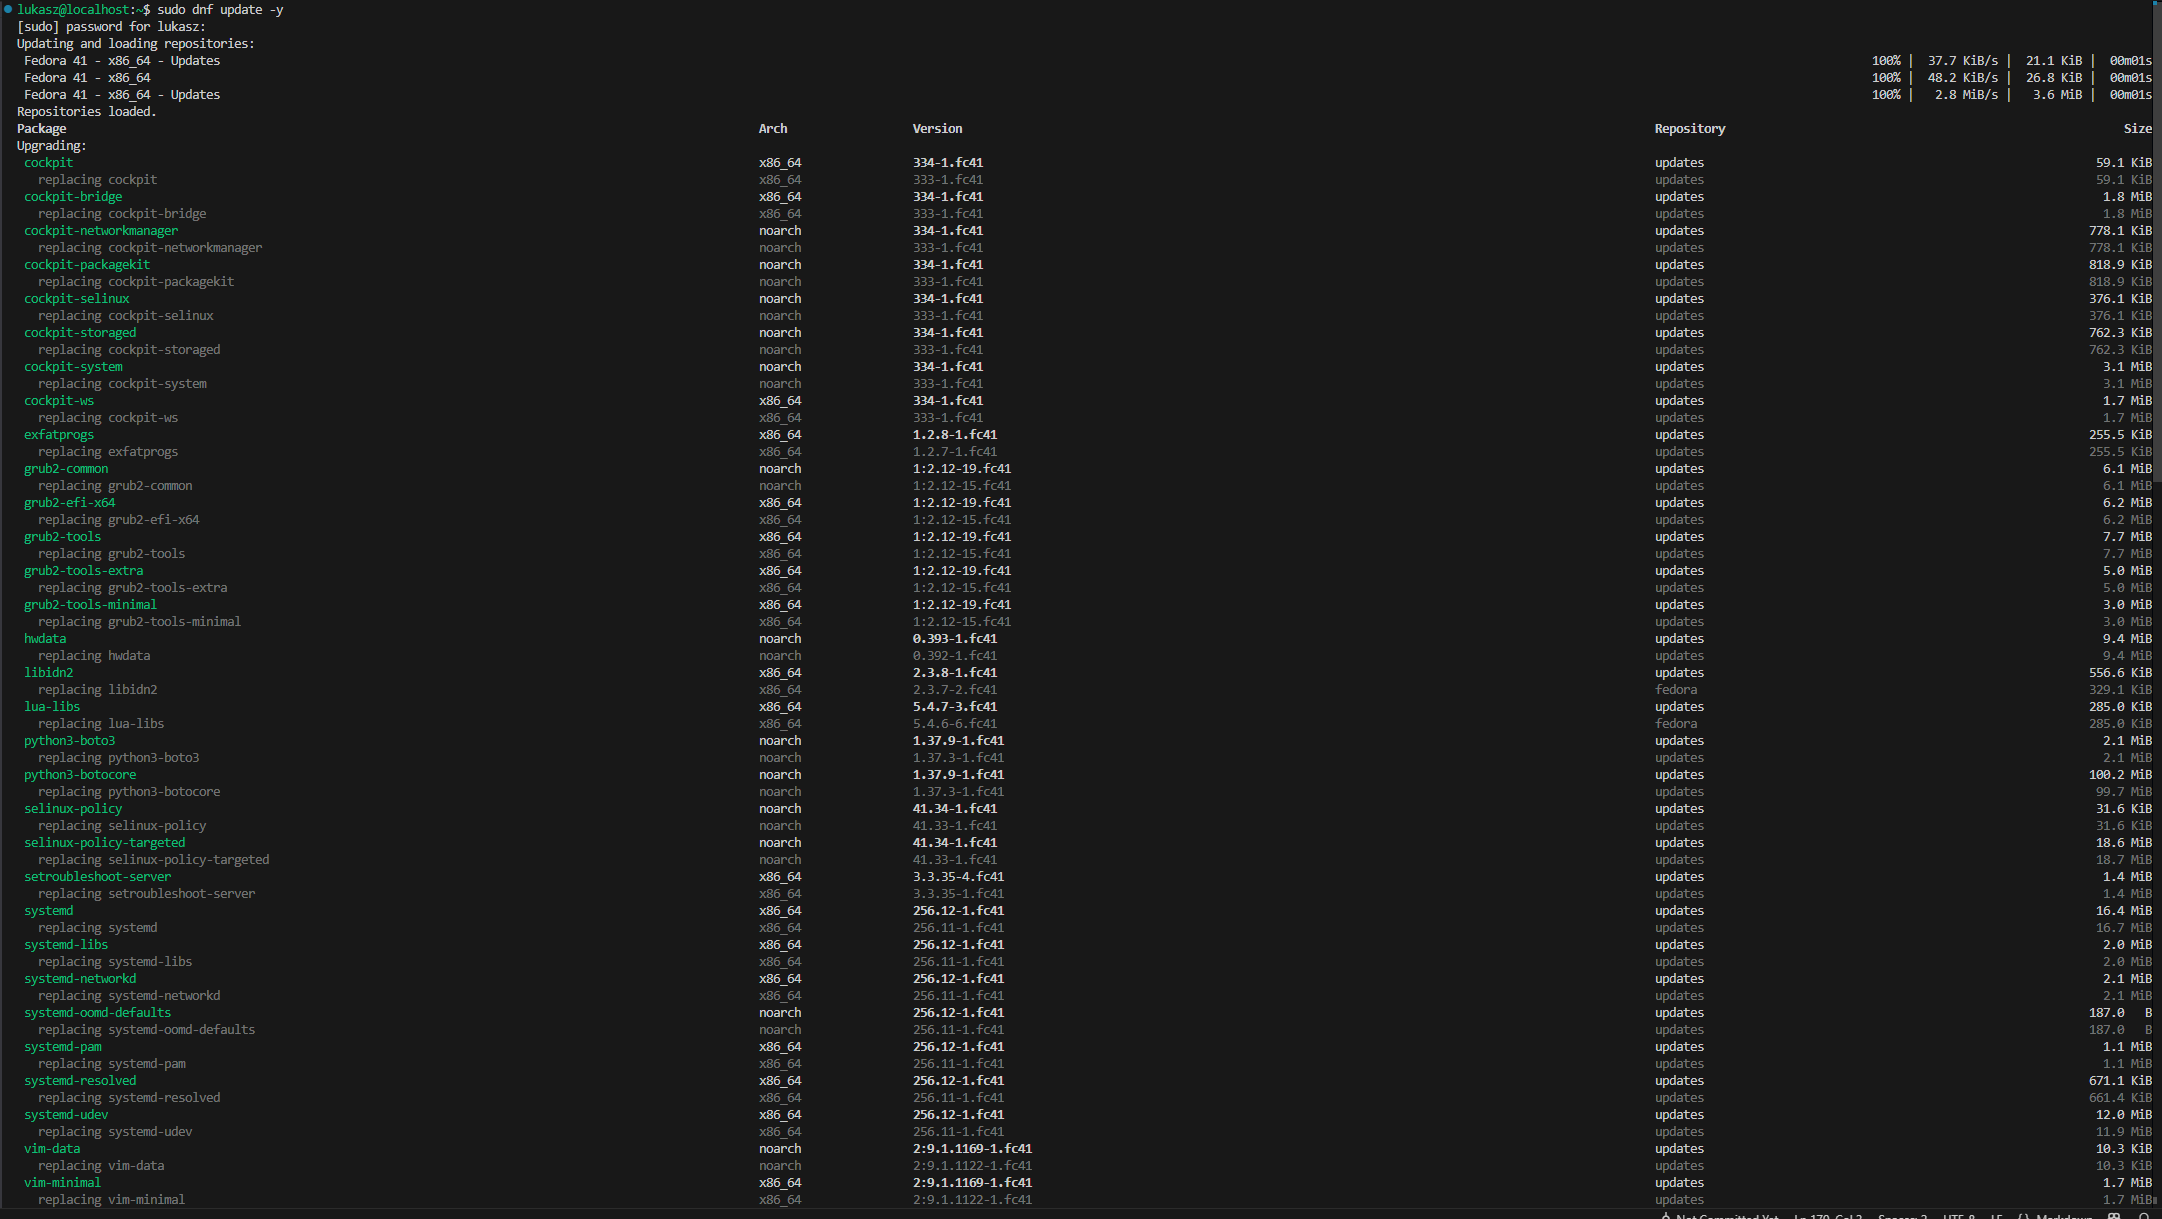 lukasz@localhost:~$ sudo dnf update -y
[sudo] password for lukasz:
Updating and loading repositories:
Fedora 41 - x86_64 - Updates 100% | 37.7 KiB/s | 21.1 KiB | 00m01s
Fedora 41 - x86_64 100% | 48.2 KiB/s | 26.8 KiB | 00m01s
Fedora 41 - x86_64 - Updates 100% | 2.8 MiB/s | 3.6 MiB | 00m01s
Repositories loaded.
Package Arch Version Repository Size
Upgrading:
cockpit x86_64 334-1.fc41 updates 59.1 KiB
replacing cockpit x86_64 333-1.fc41 updates 59.1 KiB
cockpit-bridge x86_64 334-1.fc41 updates 1.8 MiB
replacing cockpit-bridge x86_64 333-1.fc41 updates 1.8 MiB
cockpit-networkmanager noarch 334-1.fc41 updates 778.1 KiB
replacing cockpit-networkmanager noarch 333-1.fc41 updates 778.1 KiB
cockpit-packagekit noarch 334-1.fc41 updates 818.9 KiB
replacing cockpit-packagekit noarch 333-1.fc41 updates 818.9 KiB
cockpit-selinux noarch 334-1.fc41 updates 376.1 KiB
replacing cockpit-selinux noarch 333-1.fc41 updates 376.1 KiB
cockpit-storaged noarch 334-1.fc41 updates 762.3 KiB
replacing cockpit-storaged noarch 333-1.fc41 updates 762.3 KiB
cockpit-system noarch 334-1.fc41 updates 3.1 MiB
replacing cockpit-system noarch 333-1.fc41 updates 3.1 MiB
cockpit-ws x86_64 334-1.fc41 updates 1.7 MiB
replacing cockpit-ws x86_64 333-1.fc41 updates 1.7 MiB
exfatprogs x86_64 1.2.8-1.fc41 updates 255.5 KiB
replacing exfatprogs x86_64 1.2.7-1.fc41 updates 255.5 KiB
grub2-common noarch 1:2.12-19.fc41 updates 6.1 MiB
replacing grub2-common noarch 1:2.12-15.fc41 updates 6.1 MiB
grub2-efi-x64 x86_64 1:2.12-19.fc41 updates 6.2 MiB
replacing grub2-efi-x64 x86_64 1:2.12-15.fc41 updates 6.2 MiB
grub2-tools x86_64 1:2.12-19.fc41 updates 7.7 MiB
replacing grub2-tools x86_64 1:2.12-15.fc41 updates 7.7 MiB
grub2-tools-extra x86_64 1:2.12-19.fc41 updates 5.0 MiB
replacing grub2-tools-extra x86_64 1:2.12-15.fc41 updates 5.0 MiB
grub2-tools-minimal x86_64 1:2.12-19.fc41 updates 3.0 MiB
replacing grub2-tools-minimal x86_64 1:2.12-15.fc41 updates 3.0 MiB
hwdata noarch 0.393-1.fc41 updates 9.4 MiB
replacing hwdata noarch 0.392-1.fc41 updates 9.4 MiB
libidn2 x86_64 2.3.8-1.fc41 updates 556.6 KiB
replacing libidn2 x86_64 2.3.7-2.fc41 fedora 329.1 KiB
lua-libs x86_64 5.4.7-3.fc41 updates 285.0 KiB
replacing lua-libs x86_64 5.4.6-6.fc41 fedora 285.0 KiB
python3-boto3 noarch 1.37.9-1.fc41 updates 2.1 MiB
replacing python3-boto3 noarch 1.37.3-1.fc41 updates 2.1 MiB
python3-botocore noarch 1.37.9-1.fc41 updates 100.2 MiB
replacing python3-botocore noarch 1.37.3-1.fc41 updates 99.7 MiB
selinux-policy noarch 41.34-1.fc41 updates 31.6 KiB
replacing selinux-policy noarch 41.33-1.fc41 updates 31.6 KiB
selinux-policy-targeted noarch 41.34-1.fc41 updates 18.6 MiB
replacing selinux-policy-targeted noarch 41.33-1.fc41 updates 18.7 MiB
setroubleshoot-server x86_64 3.3.35-4.fc41 updates 1.4 MiB
replacing setroubleshoot-server x86_64 3.3.35-1.fc41 updates 1.4 MiB
systemd x86_64 256.12-1.fc41 updates 16.4 MiB
replacing systemd x86_64 256.11-1.fc41 updates 16.7 MiB
systemd-libs x86_64 256.12-1.fc41 updates 2.0 MiB
replacing systemd-libs x86_64 256.11-1.fc41 updates 2.0 MiB
systemd-networkd x86_64 256.12-1.fc41 updates 2.1 MiB
replacing systemd-networkd x86_64 256.11-1.fc41 updates 2.1 MiB
systemd-oomd-defaults noarch 256.12-1.fc41 updates 187.0 B
replacing systemd-oomd-defaults noarch 256.11-1.fc41 updates 187.0 B
systemd-pam x86_64 256.12-1.fc41 updates 1.1 MiB
replacing systemd-pam x86_64 256.11-1.fc41 updates 1.1 MiB
systemd-resolved x86_64 256.12-1.fc41 updates 671.1 KiB
replacing systemd-resolved x86_64 256.11-1.fc41 updates 661.4 KiB
systemd-udev x86_64 256.12-1.fc41 updates 12.0 MiB
replacing systemd-udev x86_64 256.11-1.fc41 updates 11.9 MiB
vim-data noarch 2:9.1.1169-1.fc41 updates 10.3 KiB
replacing vim-data noarch 2:9.1.1122-1.fc41 updates 10.3 KiB
vim-minimal x86_64 2:9.1.1169-1.fc41 updates 1.7 MiB
replacing vim-minimal x86_64 2:9.1.1122-1.fc41 updates 1.7 MiB